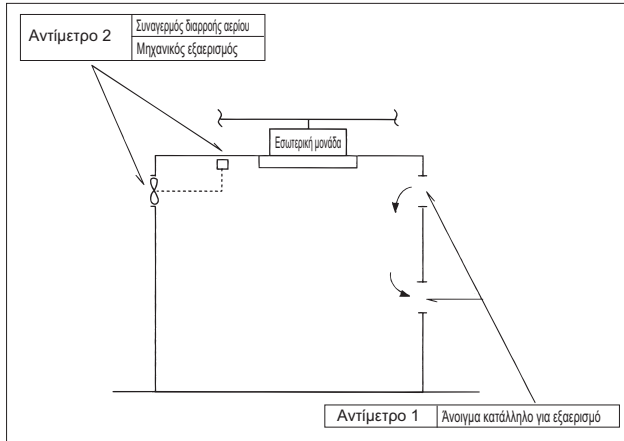 Αντίμετρο 2
Συναγερμός διαρροής αερίου
Μηχανικός εξαερισμός
Εσωτερική μονάδα
Αντίμετρο 1
Άνοιγμα κατάλληλο για εξαερισμό